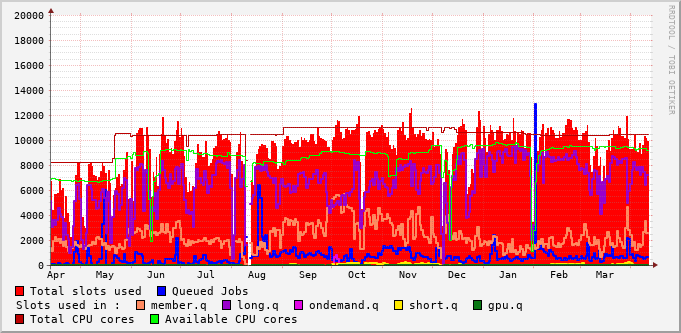 20000
18000
16000
14000
12000
10000
8000
6000
4000
2000
0
Apr May Jun Jul Aug Sep Oct Nov Dec Jan Feb Mar
Total slots used Queued Jobs
Slots used in : member.q long.q ondemand.q short.q gpu.q
Total CPU cores Available CPU cores
RRDTOOL / TOBI OETIKER